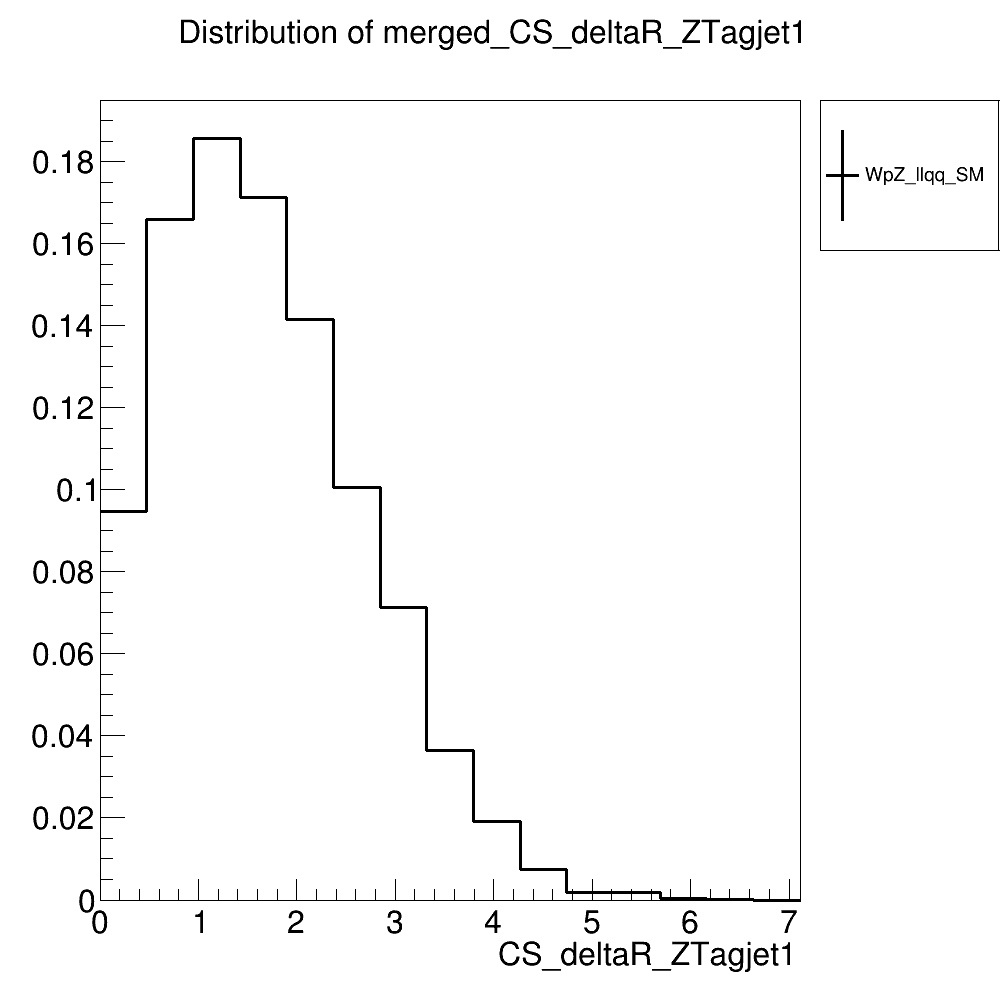 Distribution of merged_CS_deltaR_ZTagjet1
WpZ_llqq_SM
0.18
0.16
0.14
0.12
0.1
0.08
0.06
0.04
0.02
0
0 1 2 3 4 5 6 7
CS_deltaR_ZTagjet1